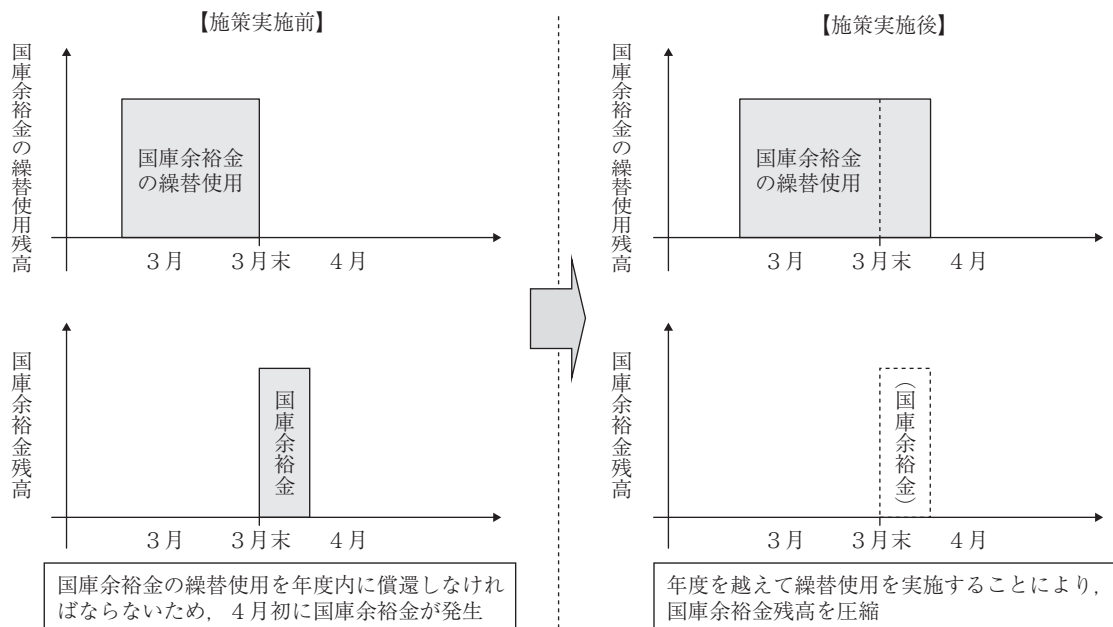 【施策実施前】
国庫余裕金の繰替使用残高
国庫余裕金
の繰替使用
3月
3月末
4月
国庫余裕金残高
国庫余裕金
3月
3月末
4月
国庫余裕金の繰替使用を年度内に償還しなけれ
ばならないため，4月初に国庫余裕金が発生
【施策実施後】
国庫余裕金の繰替使用残高
国庫余裕金
の繰替使用
3月
3月末
4月
国庫余裕金残高
（国庫余裕金）
3月
3月末
4月
年度を越えて繰替使用を実施することにより，
国庫余裕金残高を圧縮